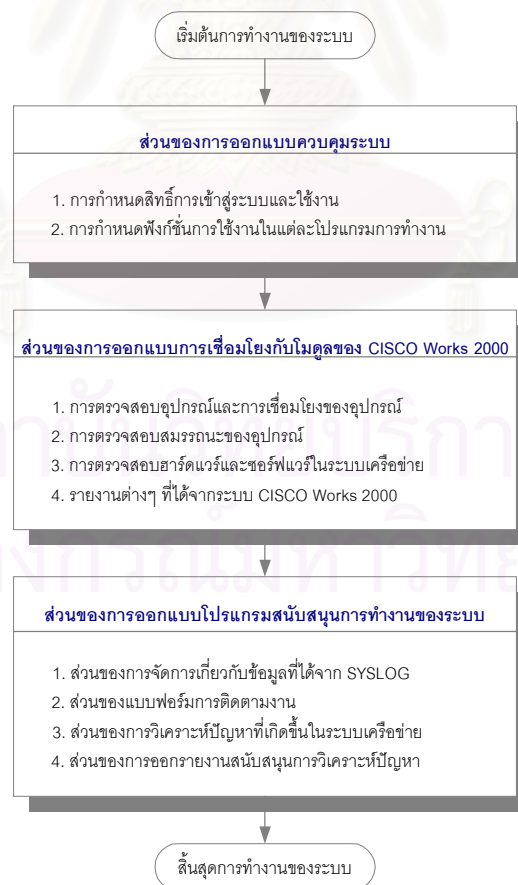 เริ่มต้นการทำงานของระบบ
ส่วนของการออกแบบควบคุมระบบ
1. การกำหนดสิทธิ์การเข้าสู่ระบบและใช้งาน
2. การกำหนดฟังก์ชั่นการใช้งานในแต่ละโปรแกรมการทำงาน
ส่วนของการออกแบบการเชื่อมโยงกับโมดูลของ CISCO Works 2000
1. การตรวจสอบอุปกรณ์และการเชื่อมโยงของอุปกรณ์
2. การตรวจสอบสมรรถนะของอุปกรณ์
3. การตรวจสอบฮาร์ดแวร์และซอร์ฟแวร์ในระบบเครือข่าย
4. รายงานต่างๆ ที่ได้จากระบบ CISCO Works 2000
ส่วนของการออกแบบโปรแกรมสนับสนุนการทำงานของระบบ
1. ส่วนของการจัดการเกี่ยวกับข้อมูลที่ได้จาก SYSLOG
2. ส่วนของแบบฟอร์มการติดตามงาน
3. ส่วนของการวิเคราะห์ปัญหาที่เกิดขึ้นในระบบเครือข่าย
4. ส่วนของการออกรายงานสนับสนุนการวิเคราะห์ปัญหา
สิ้นสุดการทำงานของระบบ